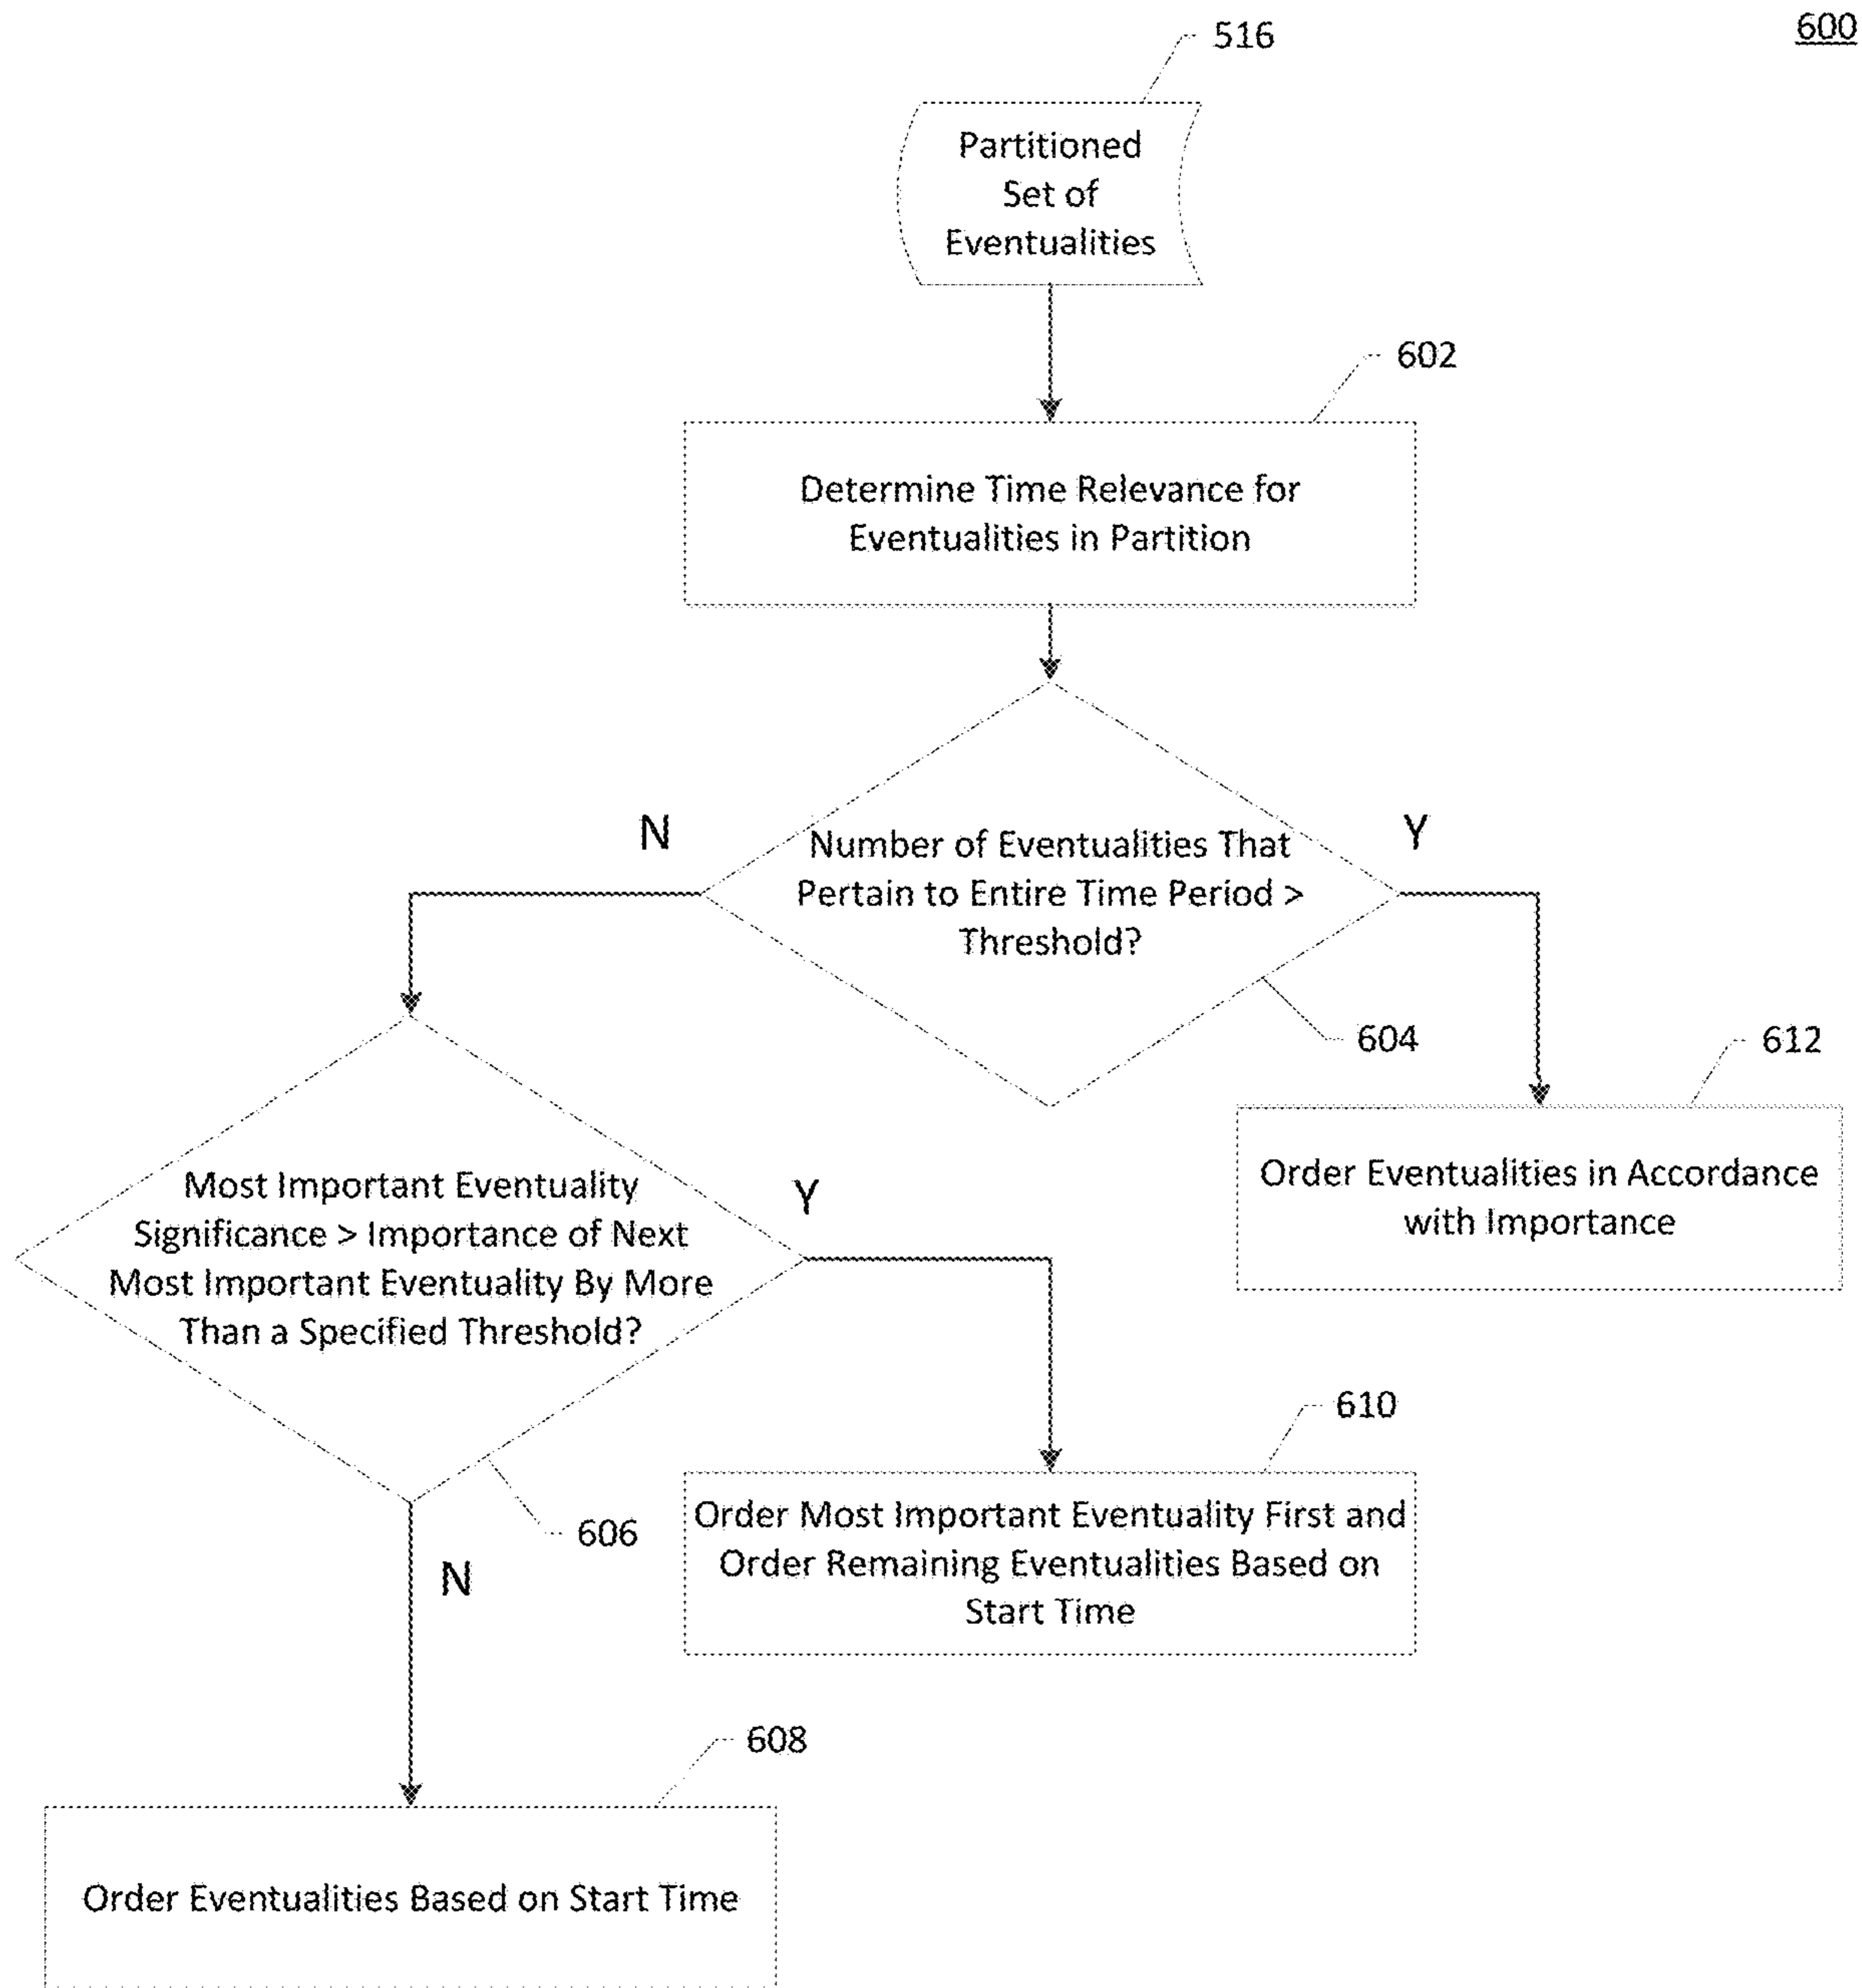 600
516
Partitioned
Set of
Eventualities
602
Determine Time Relevance for
Eventualities in Partition
N
Y
Number of Eventualities That
Pertain to Entire Time Period >
Threshold?
604
612
Order Eventualities in Accordance
with Importance
Most Important Eventuality
Significance > Importance of Next
Most Important Eventuality By More
Than a Specified Threshold?
Y
606
N
610
Order Most Important Eventuality First and
Order Remaining Eventualities Based on
Start Time
608
Order Eventualities Based on Start Time